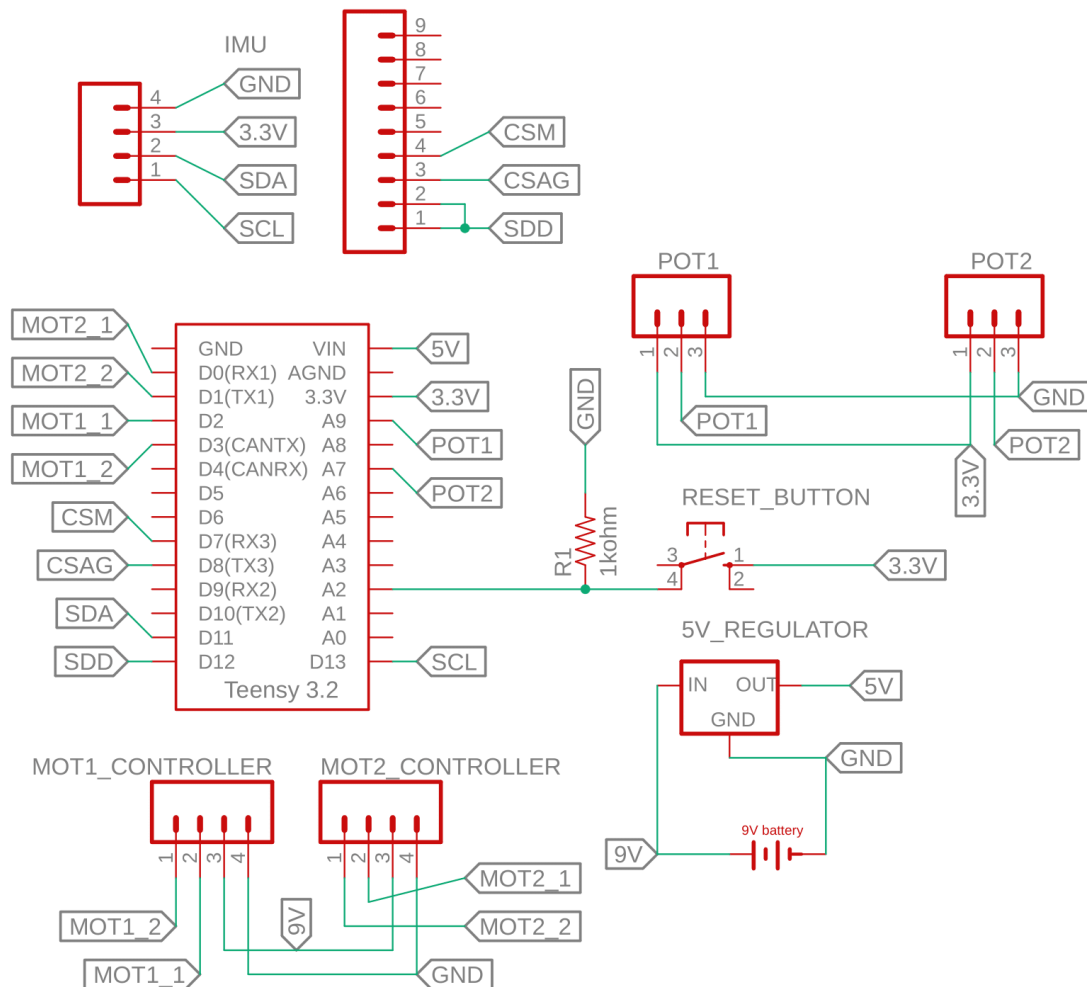 IMU
4
GND
3
3.3V
2
SDA
1
SCL
9
8
7
6
5
4
CSM
3
CSAG
2
1
SDD
POT1
1
2
3
POT1
POT2
1
2
3
GND
POT2
3.3V
MOT2_1
MOT2_2
MOT1_1
MOT1_2
CSM
CSAG
SDA
SDD
GND VIN
D0(RX1) AGND
D1(TX1) 3.3V
D2 A9
D3(CANTX) A8
D4(CANRX) A7
D5 A6
D6 A5
D7(RX3) A4
D8(TX3) A3
D9(RX2) A2
D10(TX2) A1
D11 A0
D12 D13
Teensy 3.2
5V
3.3V
POT1
POT2
SCL
GND
R1
1kohm
RESET_BUTTON
3 1
4 2
3.3V
5V_REGULATOR
IN OUT
GND
5V
GND
9V battery
9V
MOT1_CONTROLLER
1
2
3
4
MOT1_2
MOT1_1
MOT2_CONTROLLER
1
2
3
4
MOT2_1
MOT2_2
9V
GND